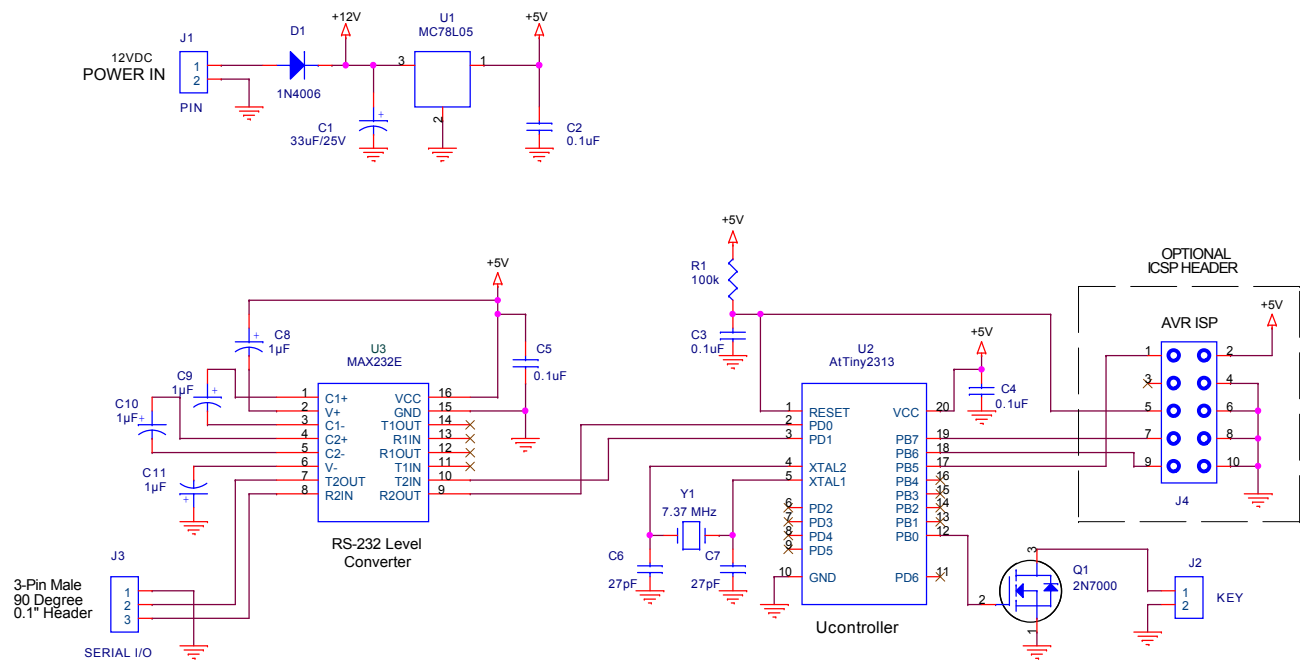 +12V
U1
MC78L05
+5V
J1
D1
12VDC
POWER IN
1
2
3
1
1N4006
PIN
2
C1
33uF/25V
+
C2
0.1uF
+5V
OPTIONAL
ICSP HEADER
+5V
R1
100k
+5V
AVR ISP
C8
1µF
+
U3
MAX232E
C5
0.1uF
C3
0.1uF
U2
AtTiny2313
+5V
C4
0.1uF
C9
1µF
+
C10
1µF
+
C11
1µF
+
1 C1+ VCC 16
2 V+ GND 15
3 C1- T1OUT 14
4 C2+ R1IN 13
5 C2- R1OUT 12
6 V- T1IN 11
7 T2OUT T2IN 10
8 R2IN R2OUT 9
RS-232 Level
Converter
1 RESET VCC 20
2 PD0
3 PD1 PB7 19
PB6 18
4 XTAL2 PB5 17
5 XTAL1 PB4 16
PB3 15
6 PD2 PB2 14
7 PD3 PB1 13
8 PD4 PB0 12
9 PD5
10 GND PD6 11
Ucontroller
Y1
7.37 MHz
C6
27pF
C7
27pF
1 2
3 4
5 6
7 8
9 10
J4
J3
3-Pin Male
90 Degree
0.1" Header
1
2
3
SERIAL I/O
3
Q1
2N7000
2
1
J2
1
2
KEY